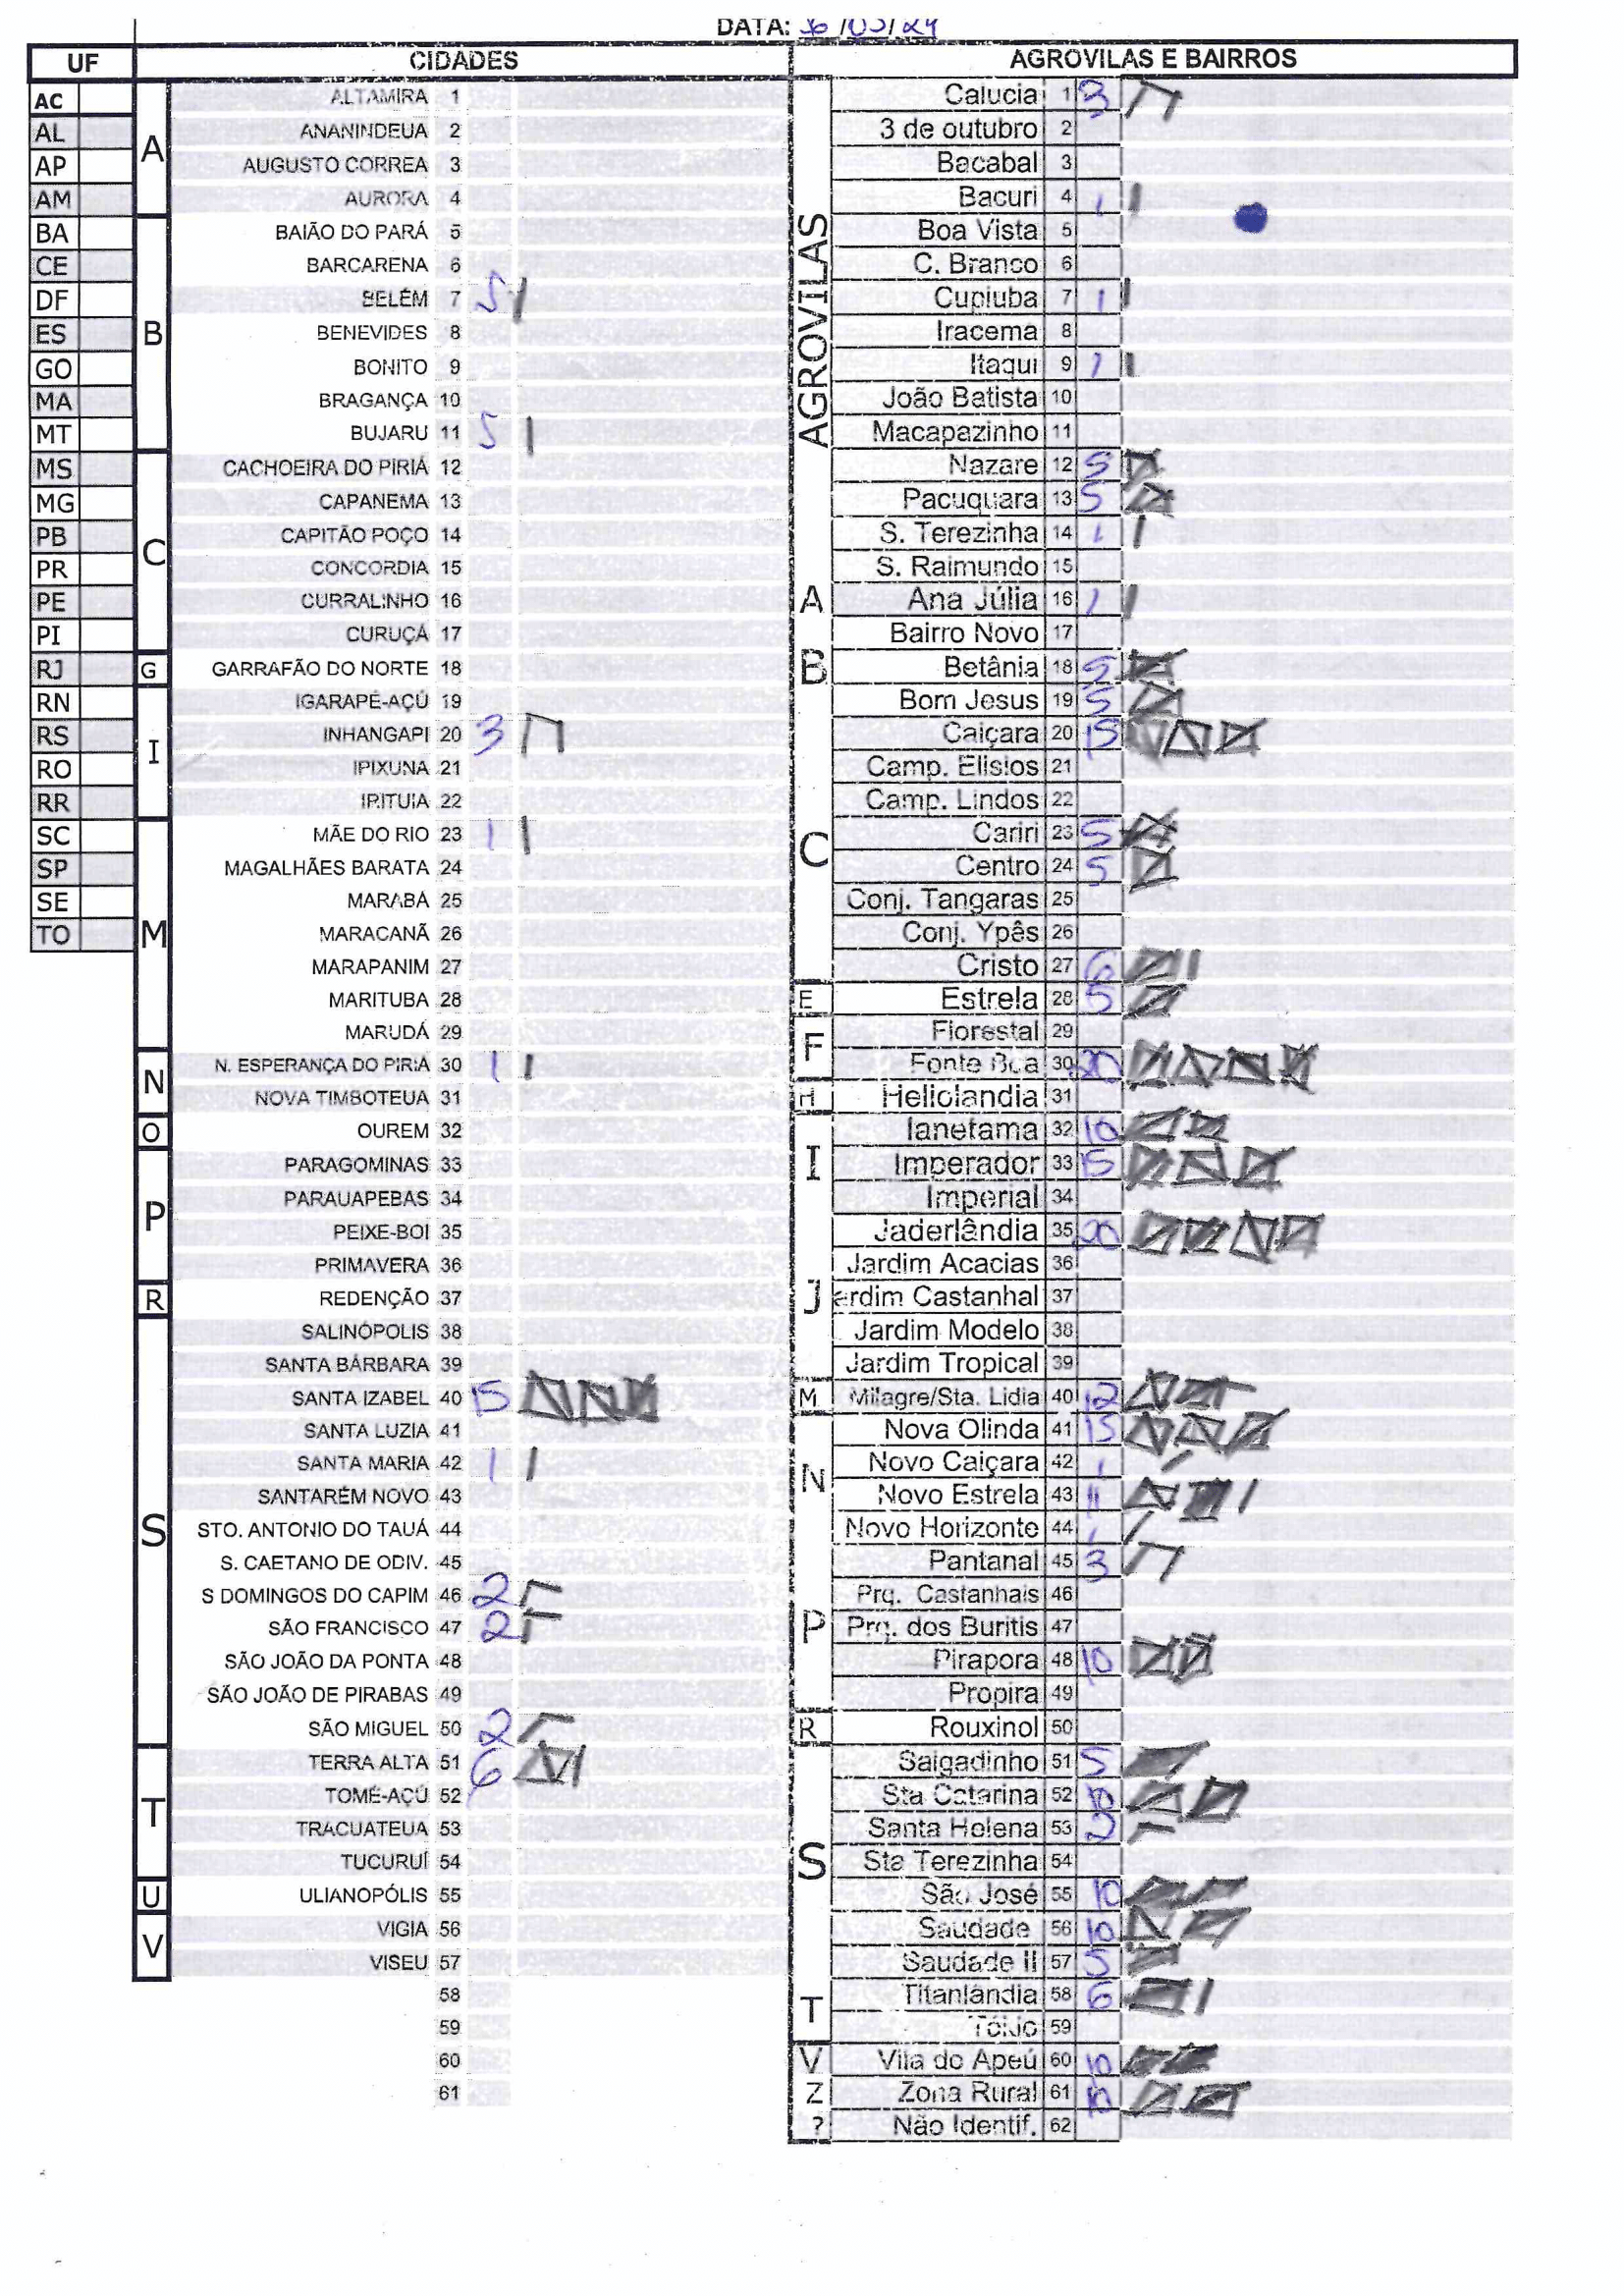 DATA: /03/24
UF CIDADES AGROVILAS E BAIRROS
AC
AL
AP
AM
BA
CE
DF
ES
GO
MA
MT
MS
MG
PB
PR
PE
PI
RJ
RN
RS
RO
RR
SC
SP
SE
TO
A
ALTAMIRA 1
ANANINDEUA 2
AUGUSTO CORREA 3
AURORA 4
B
BAIÃO DO PARÁ 5
BARCARENA 6
BELÉM 7 5
BENEVIDES 8
BONITO 9
BRAGANÇA 10
BUJARU 11 5
C
CACHOEIRA DO PIRIÁ 12
CAPANEMA 13
CAPITÃO POÇO 14
CONCORDIA 15
CURRALINHO 16
CURUÇÁ 17
G
GARRAFÃO DO NORTE 18
I
IGARAPÉ-AÇÚ 19
INHANGAPI 20 3
IPIXUNA 21
IRITUIA 22
M
MÃE DO RIO 23 1
MAGALHÃES BARATA 24
MARABÁ 25
MARACANÃ 26
MARAPANIM 27
MARITUBA 28
MARUDÁ 29
N
N. ESPERANÇA DO PIRIA 30 1
NOVA TIMBOTEUA 31
O
OUREM 32
P
PARAGOMINAS 33
PARAUAPEBAS 34
PEIXE-BOI 35
PRIMAVERA 36
R
REDENÇÃO 37
S
SALINÓPOLIS 38
SANTA BÁRBARA 39
SANTA IZABEL 40 15
SANTA LUZIA 41
SANTA MARIA 42 1
SANTARÉM NOVO 43
STO. ANTONIO DO TAUÁ 44
S. CAETANO DE ODIV. 45
S DOMINGOS DO CAPIM 46 2
SÃO FRANCISCO 47 2
SÃO JOÃO DA PONTA 48
SÃO JOÃO DE PIRABAS 49
SÃO MIGUEL 50 2
T
TERRA ALTA 51 6
TOMÉ-AÇÚ 52
TRACUATEUA 53
TUCURUÍ 54
U
ULIANOPÓLIS 55
V
VIGIA 56
VISEU 57
58
59
60
61
AGROVILAS
Calucia 1 3
3 de outubro 2
Bacabal 3
Bacuri 4 1
Boa Vista 5
C. Branco 6
Cupiuba 7 1
Iracema 8
Itaqui 9 1
João Batista 10
Macapazinho 11
Nazare 12 5
Pacuquara 13 5
S. Terezinha 14 1
S. Raimundo 15
A
Ana Júlia 16 1
B
Bairro Novo 17
Betânia 18 5
Bom Jesus 19 5
C
Caiçara 20 15
Camp. Elisios 21
Camp. Lindos 22
Cariri 23 5
Centro 24 5
Conj. Tangaras 25
Conj. Ypês 26
Cristo 27 6
E
Estrela 28 5
F
Florestal 29
Fonte Boa 30 20
H
Heliolandia 31
I
Ianetama 32 10
Imperador 33 15
Imperial 34
J
Jaderlândia 35 20
Jardim Acacias 36
ardim Castanhal 37
Jardim Modelo 38
Jardim Tropical 39
M
Milagre/Sta. Lidia 40 12
N
Nova Olinda 41 15
Novo Caiçara 42 1
Novo Estrela 43 11
Novo Horizonte 44 1
P
Pantanal 45 3
Prq. Castanhais 46
Prq. dos Buritis 47
Pirapora 48 10
Propira 49
R
Rouxinol 50
S
Salgadinho 51 5
Sta Catarina 52 10
Santa Helena 53 2
Sta Terezinha 54
São José 55 10
Saudade 56 10
Saudade II 57 5
T
Titanlândia 58 6
Tókio 59
V
Vila do Apeú 60 10
Z
Zona Rural 61 10
?
Não Identif. 62